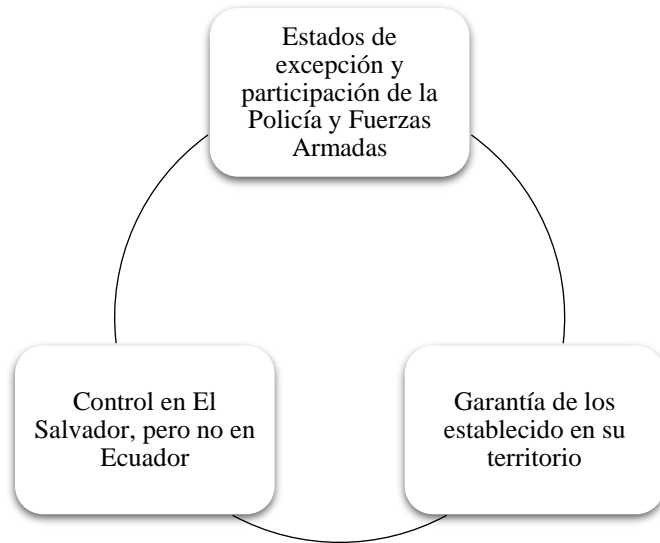 Estados de
excepción y
participación de la
Policía y Fuerzas
Armadas
Control en El
Salvador, pero no en
Ecuador
Garantía de los
establecido en su
territorio